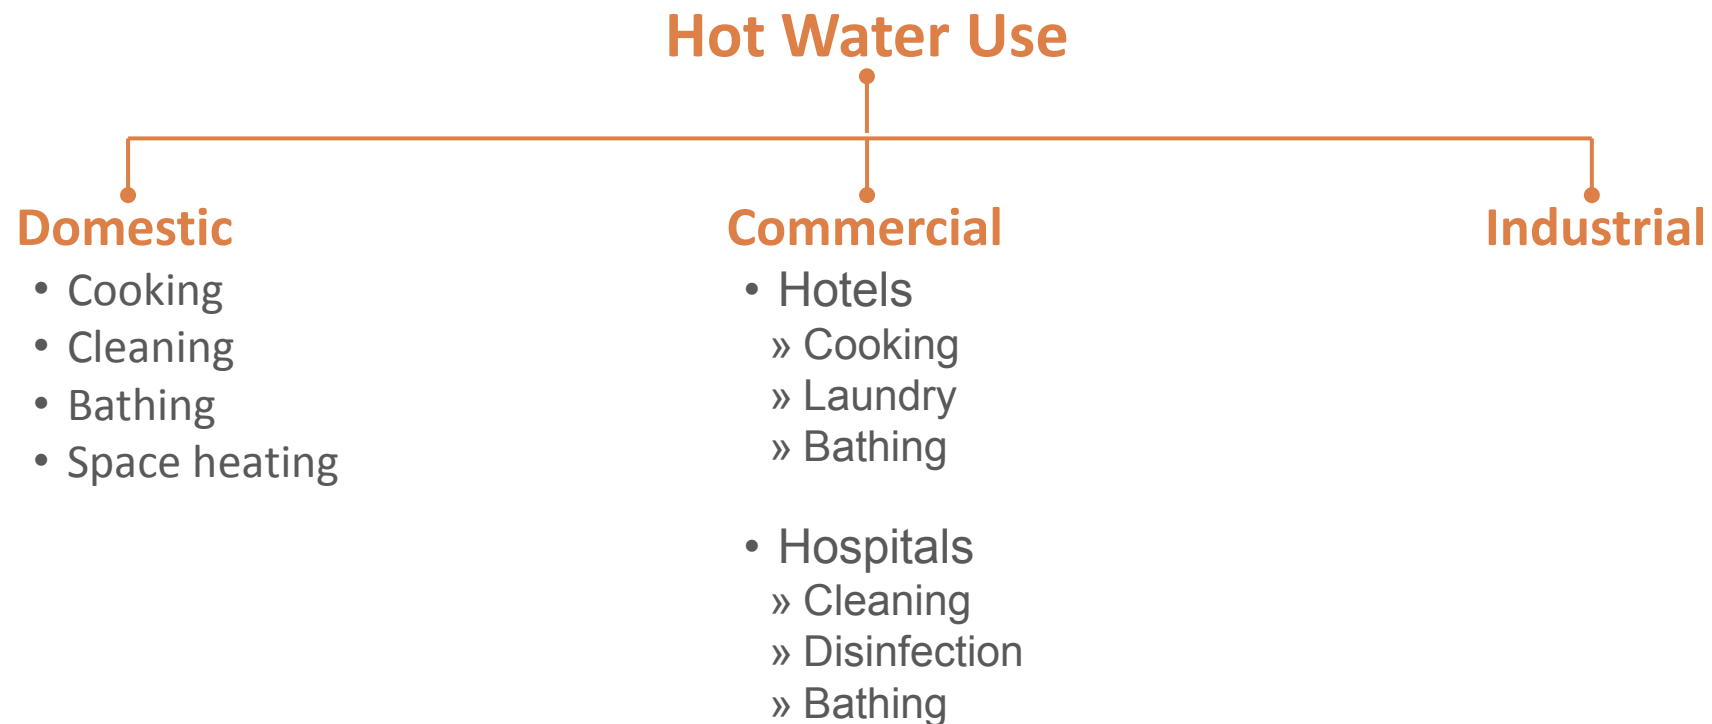 Hot Water Use
Domestic
• Cooking
• Cleaning
• Bathing
• Space heating
Commercial
• Hotels
» Cooking
» Laundry
» Bathing
• Hospitals
» Cleaning
» Disinfection
» Bathing
Industrial